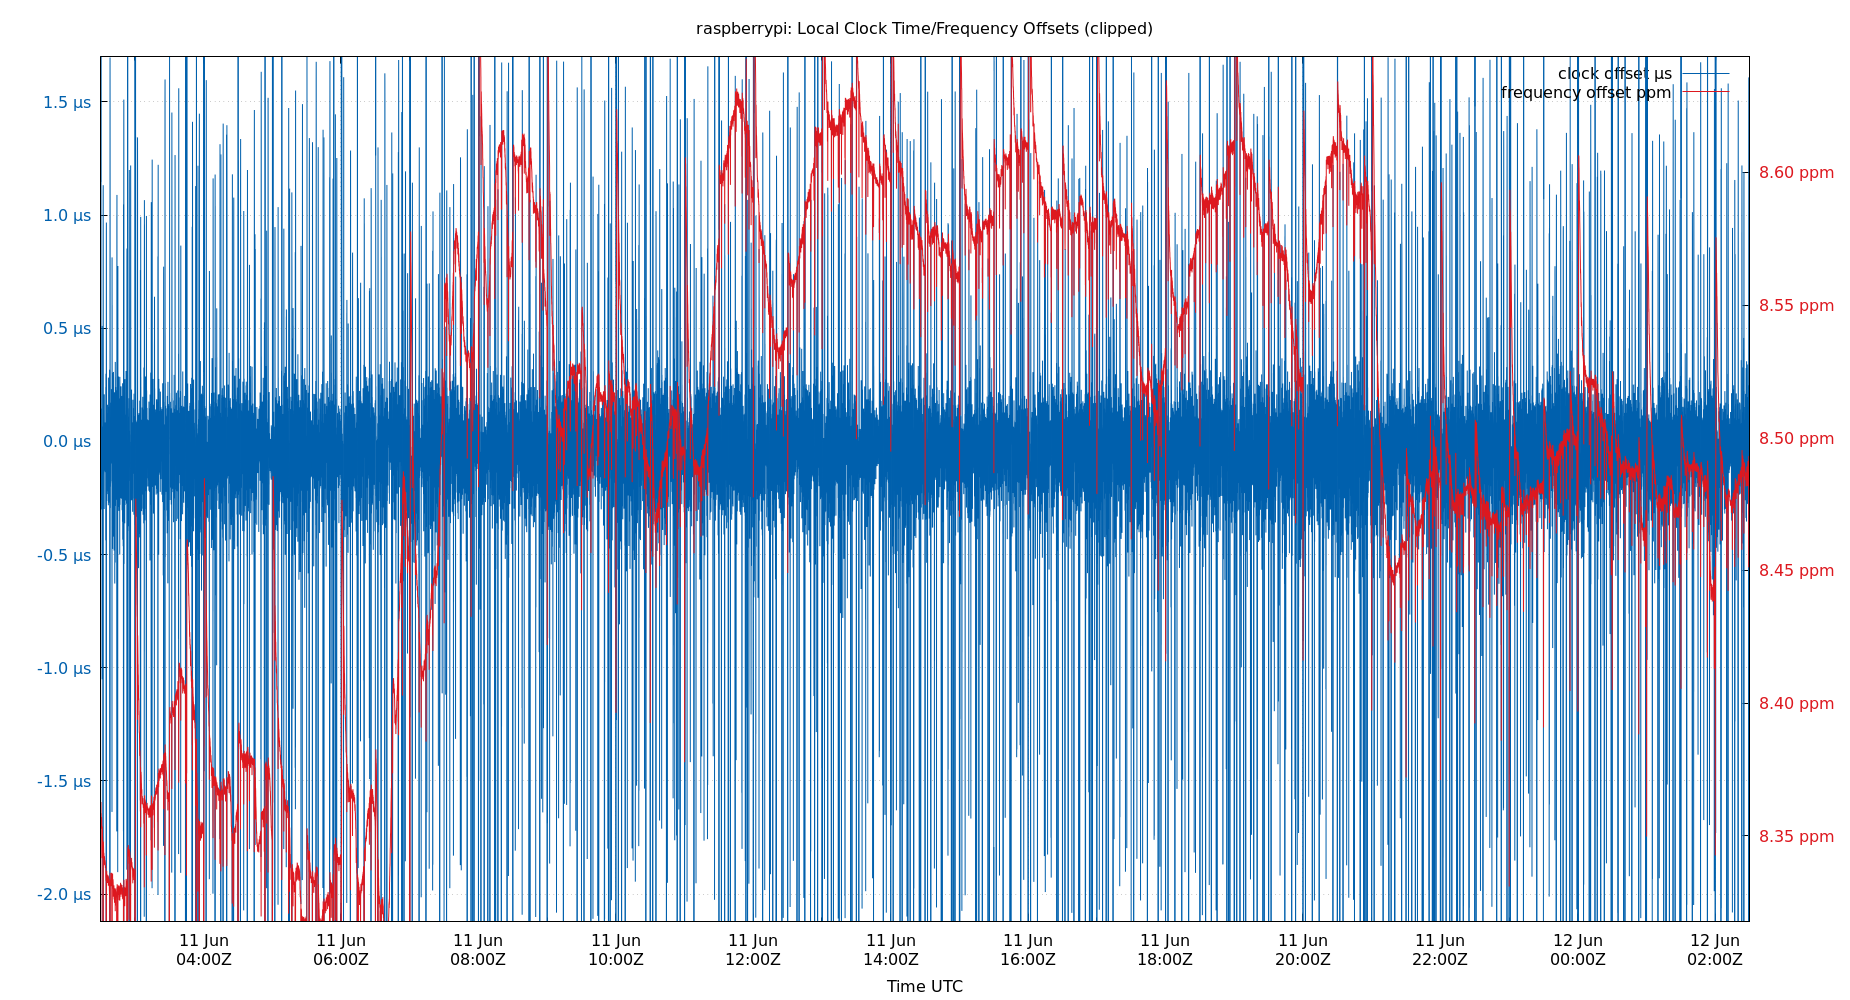 raspberrypi: Local Clock Time/Frequency Offsets (clipped)
clock offset µs
frequency offset ppm
1.5 µs
1.0 µs
0.5 µs
0.0 µs
-0.5 µs
-1.0 µs
-1.5 µs
-2.0 µs
8.60 ppm
8.55 ppm
8.50 ppm
8.45 ppm
8.40 ppm
8.35 ppm
11 Jun 11 Jun 11 Jun 11 Jun 11 Jun 11 Jun 11 Jun 11 Jun 11 Jun 11 Jun 12 Jun 12 Jun
04:00Z 06:00Z 08:00Z 10:00Z 12:00Z 14:00Z 16:00Z 18:00Z 20:00Z 22:00Z 00:00Z 02:00Z
Time UTC